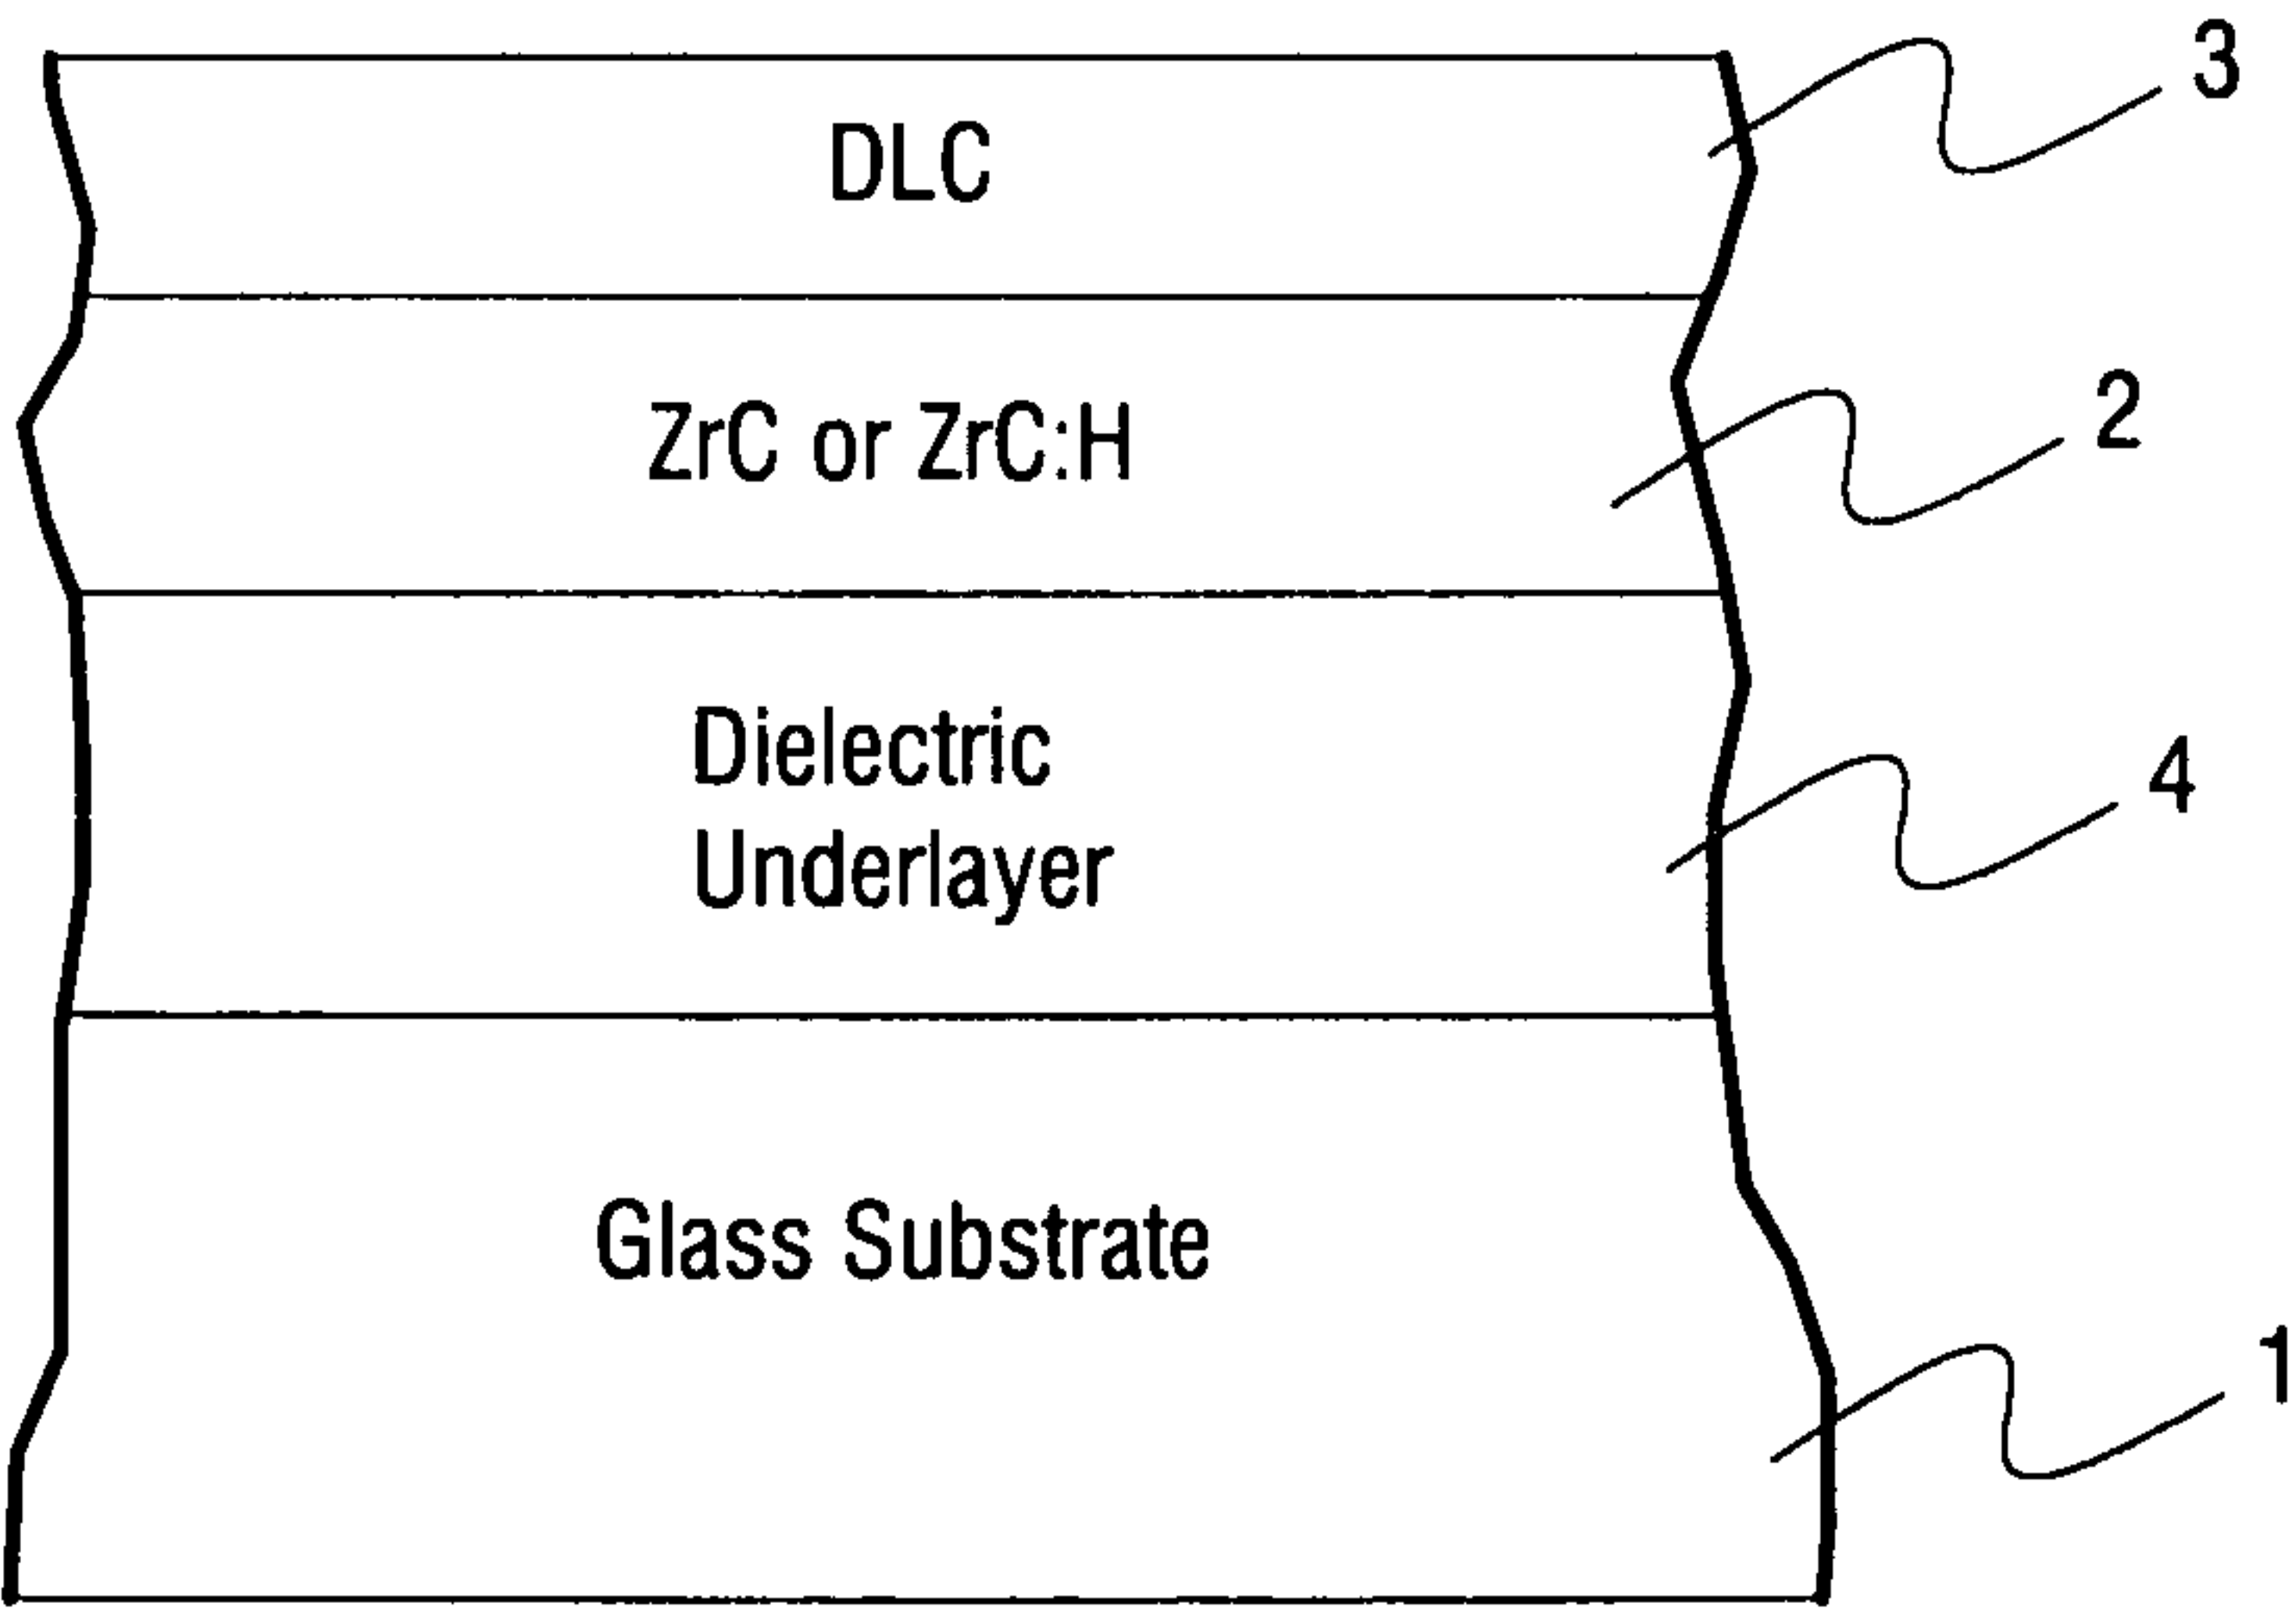 DLC
3
ZrC or ZrC:H
2
Dielectric
Underlayer
4
Glass Substrate
1